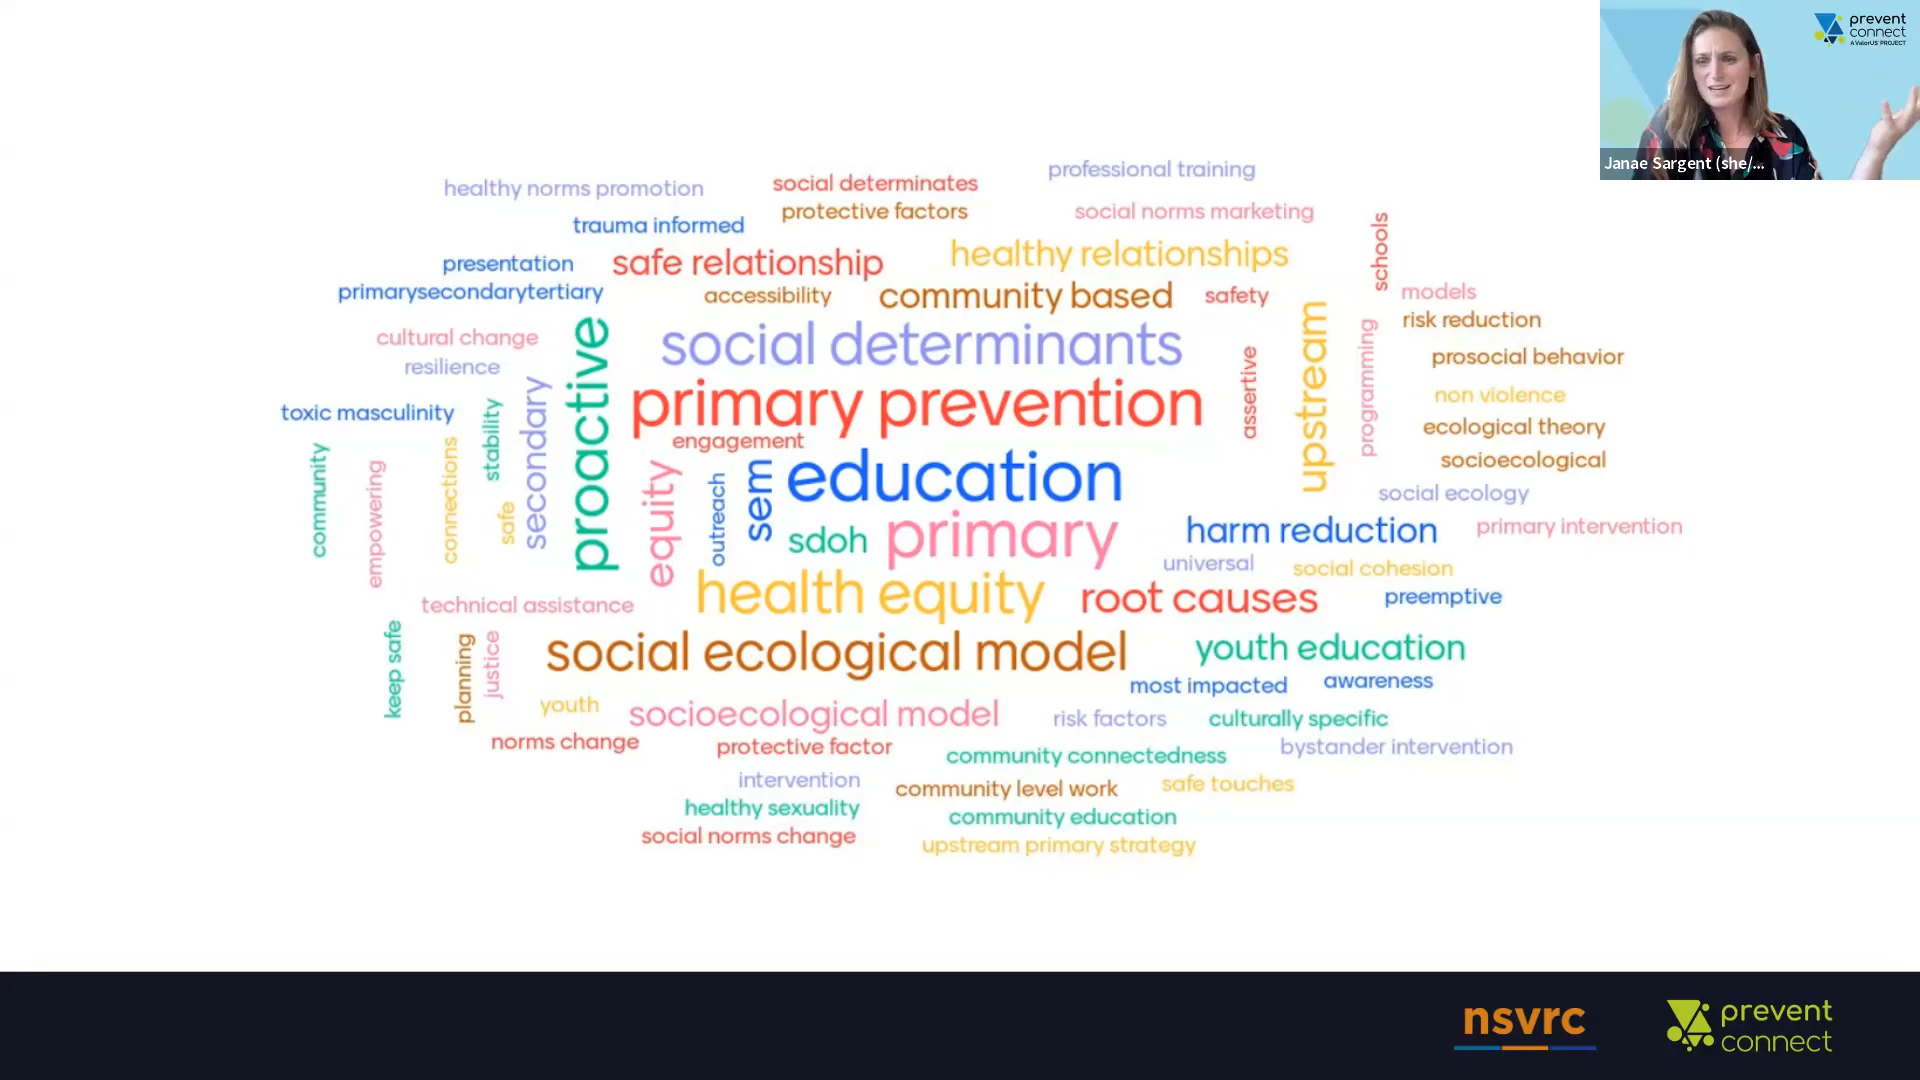 prevent
connect
A ValorUS® PROJECT
Janae Sargent (she/...
professional training
healthy norms promotion
social determinates
protective factors
social norms marketing
trauma informed
schools
safe relationship
healthy relationships
presentation
primarysecondarytertiary
accessibility
community based
safety
models
risk reduction
cultural change
proactive
social determinants
upstream
programming
prosocial behavior
resilience
assertive
non violence
toxic masculinity
stability
secondary
primary prevention
ecological theory
engagement
socioecological
community
empowering
connections
safe
equity
outreach
sem
education
social ecology
sdoh
primary
harm reduction
primary intervention
universal
social cohesion
technical assistance
health equity
root causes
preemptive
keep safe
planning
justice
social ecological model
youth education
most impacted
awareness
youth
socioecological model
risk factors
culturally specific
norms change
protective factor
community connectedness
bystander intervention
intervention
community level work
safe touches
healthy sexuality
community education
social norms change
upstream primary strategy
nsvrc
prevent
connect